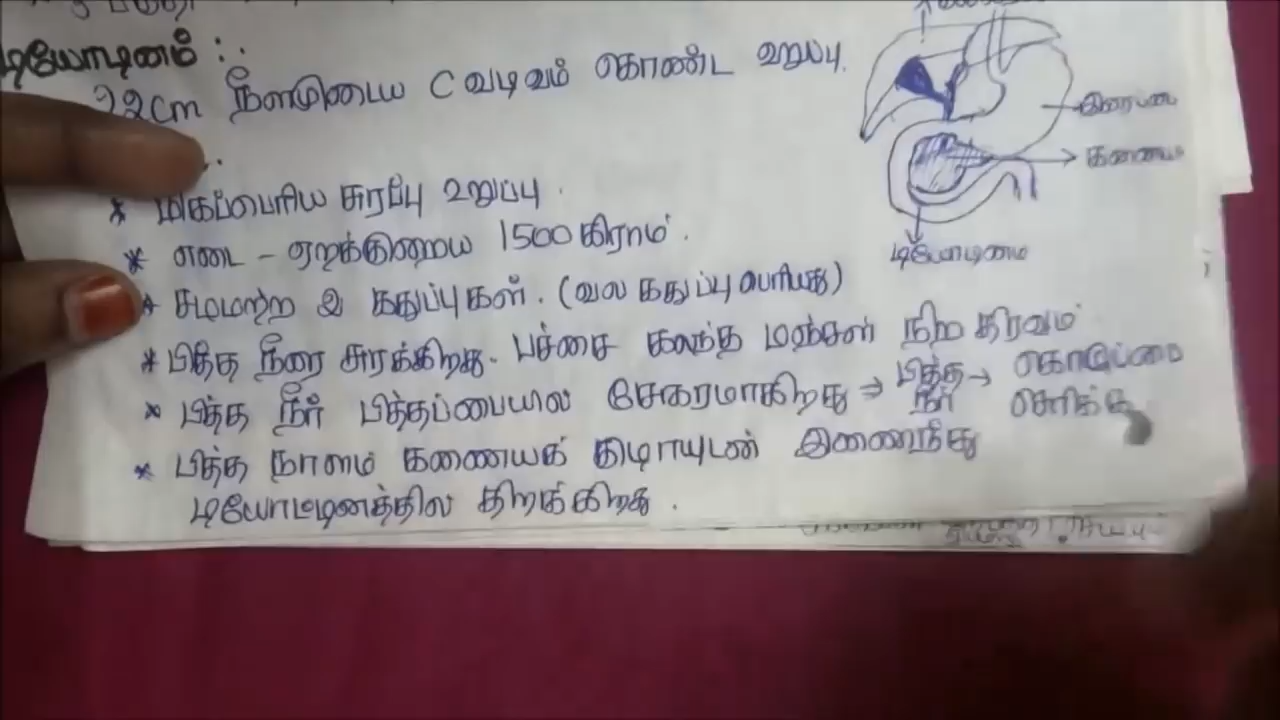 டியோடினம் :.
22cm நீளமுடைய C வடிவம் கொண்ட உறுப்பு.
* மிகப்பெரிய சுரப்பு உறுப்பு.
* எடை - ஏறக்குறைய 1500 கிராம்.
* சமமற்ற 2 கதுப்புகள். (வல கதுப்பு பெரியது)
* பித்த நீரை சுரக்கிறது. பச்சை கலந்த மஞ்சள் நிற திரவம்
* பித்த நீர் பித்தப்பையில் சேகரமாகிறது ⇒ பித்த நீர் → கொழுப்பை செரிக்க
* பித்த நாளம் கணையக் குழாயுடன் இணைந்து
டியோடினத்தில் திறக்கிறது.
இரைப்பை
கணையம்
டியோடினம்